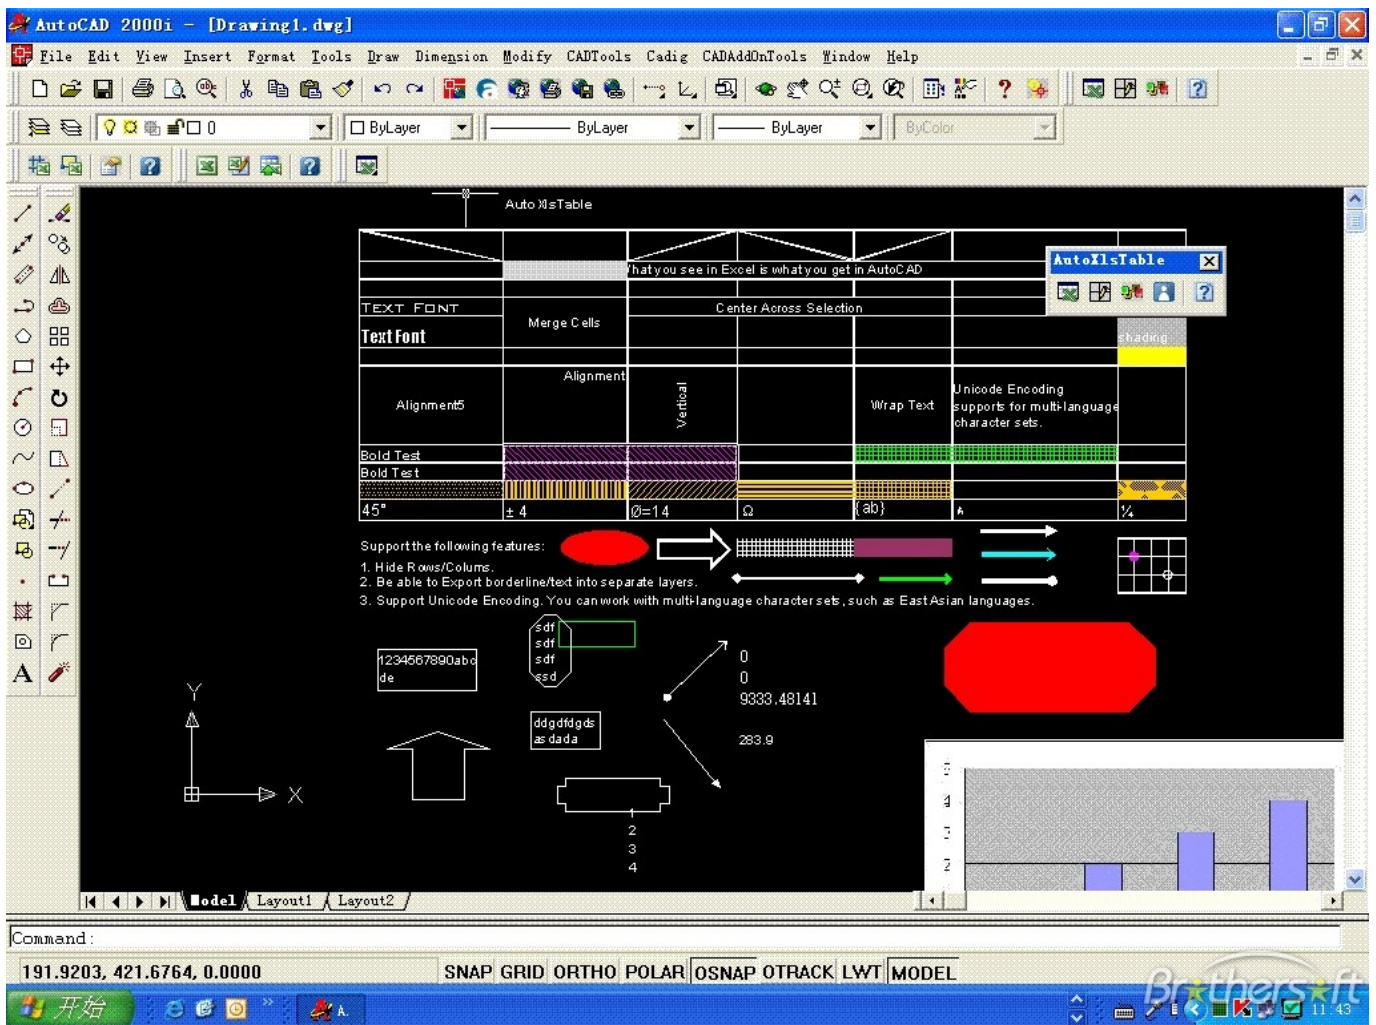 AutoCAD 2000i - [Drawing1.dwg]
File Edit View Insert Format Tools Draw Dimension Modify CADTools Cadig CADAddOnTools Window Help
0 ByLayer ByLayer ByLayer ByColor
Auto XlsTable
What you see in Excel is what you get in AutoCAD
AutoXlsTable
TEXT FONT
Center Across Selection
Merge Cells
Text Font
shading
Alignment
Alignment5
Vertical
Wrap Text
Unicode Encoding
supports for multi-language
character sets.
Bold Test
Bold Test
45° ± 4 Ø=14 Ω {ab} ¼
Support the following features:
1. Hide Rows/Colums.
2. Be able to Export borderline/text into separate layers.
3. Support Unicode Encoding. You can work with multi-language character sets, such as East Asian languages.
sdf
sdf
sdf
ssd
1234567890abc
de
0
0
9333.48141
283.9
ddgdfdgds
asdada
Y
X
1
2
3
4
5
4
3
2
Model Layout1 Layout2
Command:
191.9203, 421.6764, 0.0000 SNAP GRID ORTHO POLAR OSNAP OTRACK LWT MODEL
Brothersoft
开始 A. 11:43